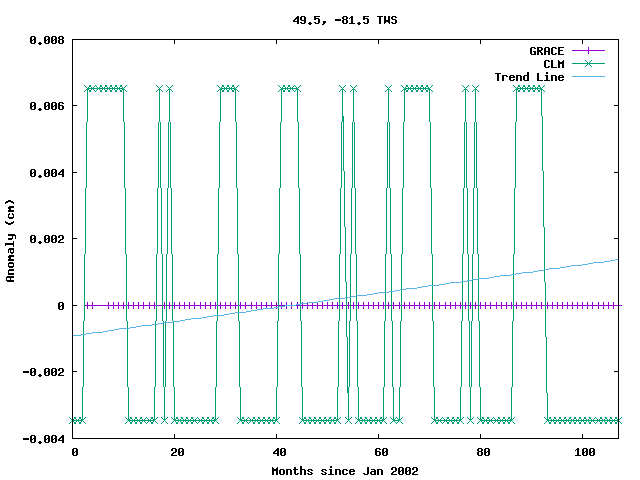 49.5, -81.5 TWS
0.008
GRACE
CLM
Trend Line
0.006
0.004
0.002
0
-0.002
-0.004
Anomaly (cm)
0 20 40 60 80 100
Months since Jan 2002